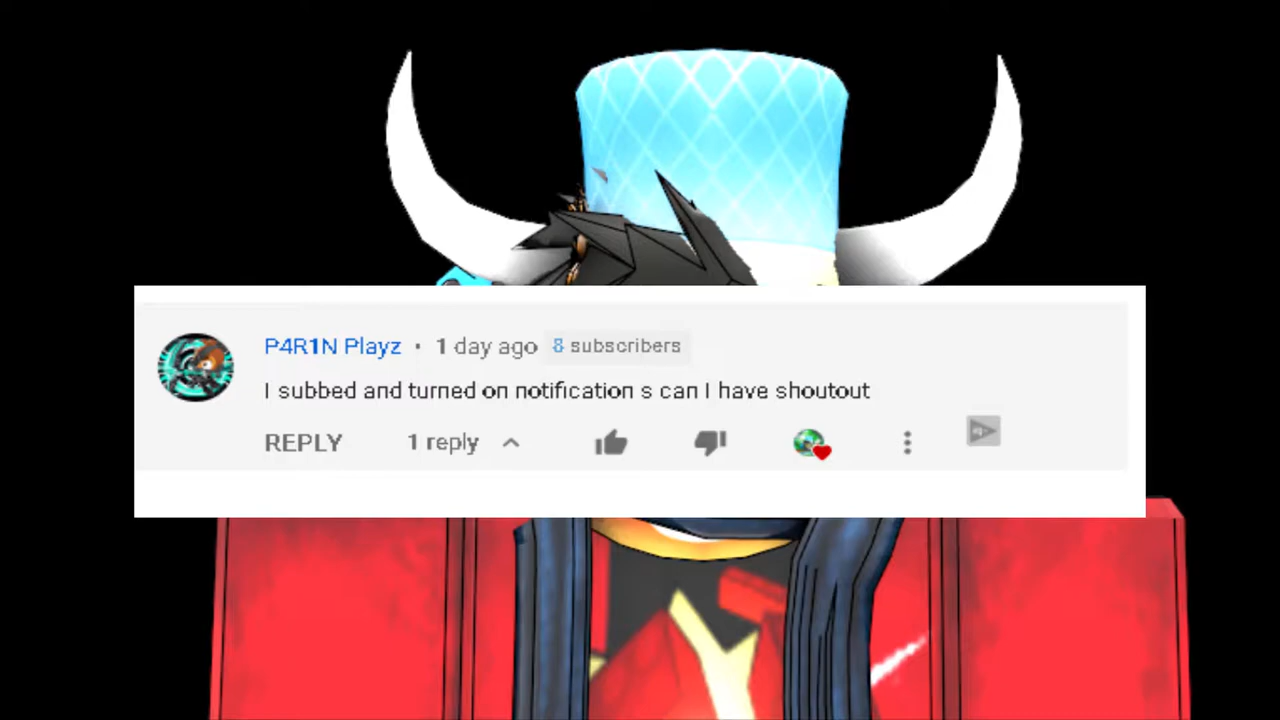 P4R1N Playz • 1 day ago 8 subscribers
I subbed and turned on notification s can I have shoutout
REPLY 1 reply